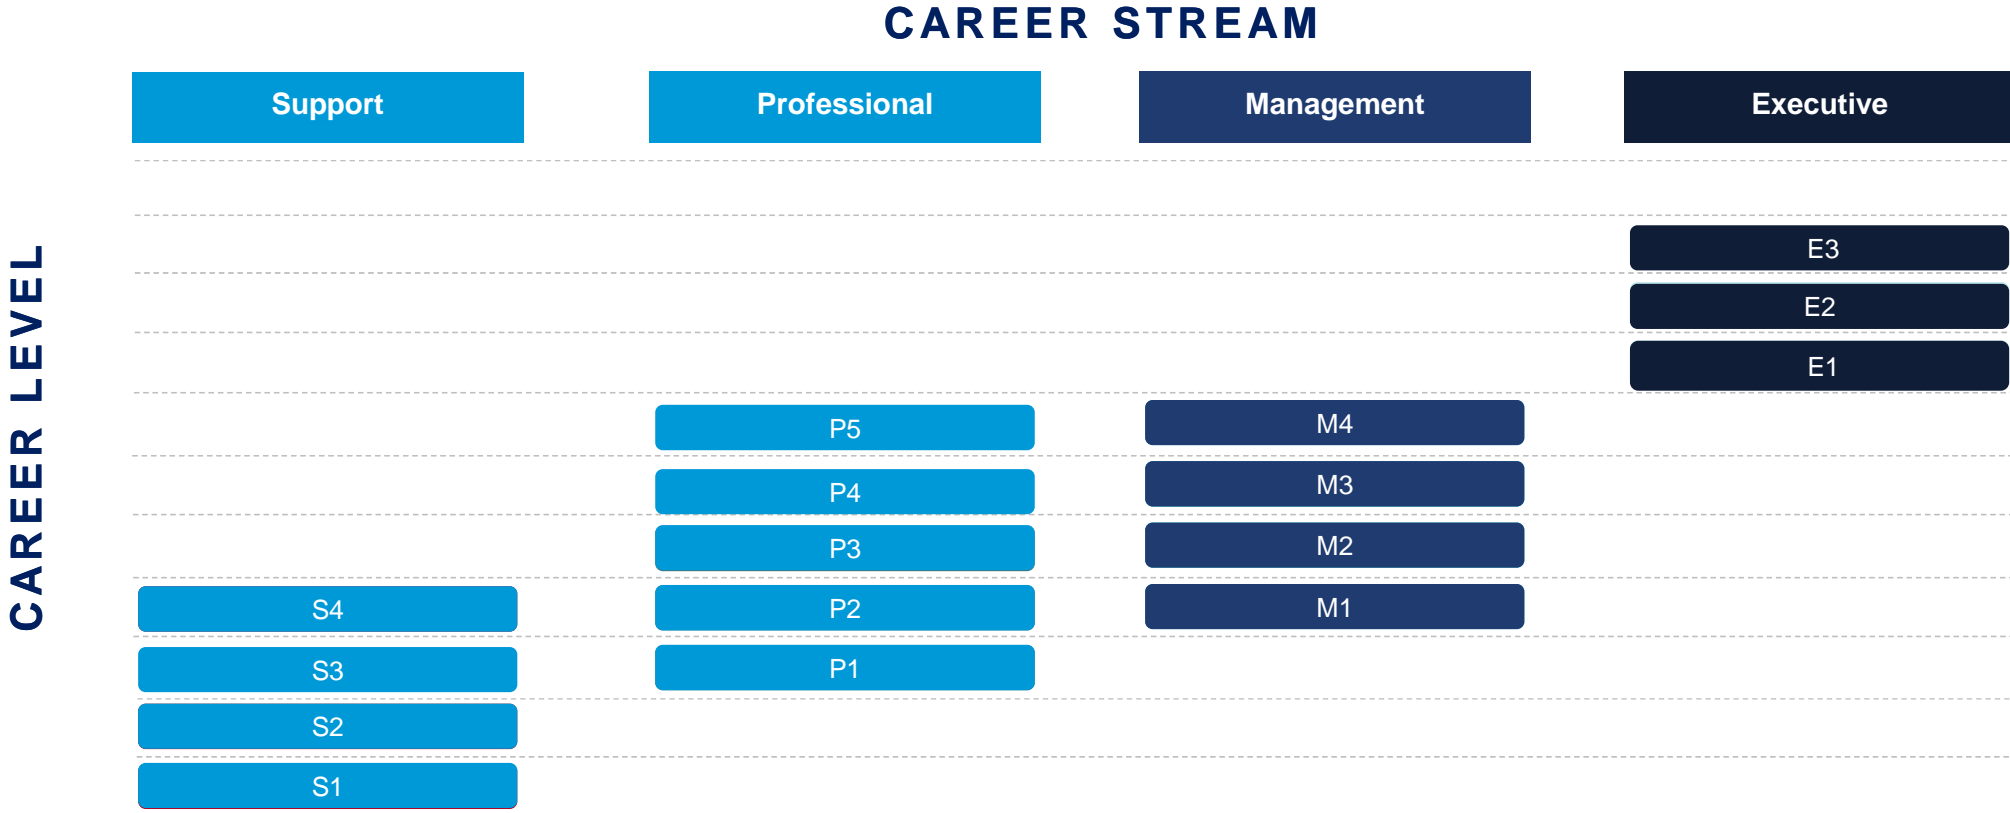 CAREER STREAM
Support Professional Management Executive
CAREER LEVEL
E3
E2
E1
P5 M4
P4 M3
P3 M2
S4 P2 M1
S3 P1
S2
S1